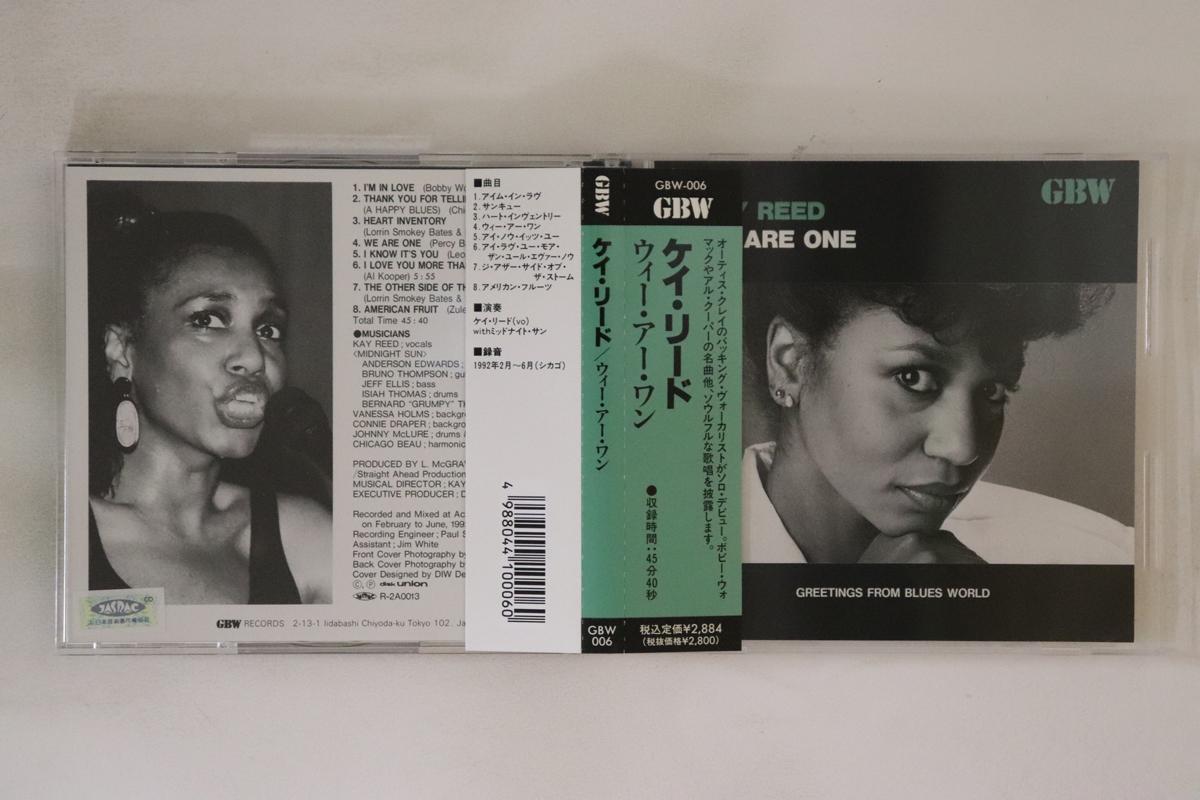 1. I'M IN LOVE (Bobby Wo
2. THANK YOU FOR TELLI
(A HAPPY BLUES) (Chi
3. HEART INVENTORY
(Lorrin Smokey Bates &
4. WE ARE ONE (Percy B
5. I KNOW IT'S YOU (Leo
6. I LOVE YOU MORE THA
(Al Kooper) 5:55
7. THE OTHER SIDE OF TH
(Lorrin Smokey Bates &
8. AMERICAN FRUIT (Zule
Total Time 45:40
●MUSICIANS
KAY REED; vocals
<MIDNIGHT SUN>
ANDERSON EDWARDS;
BRUNO THOMPSON; gu
JEFF ELLIS; bass
ISIAH THOMAS; drums
BERNARD "GRUMPY" TH
VANESSA HOLMS; backgr
CONNIE DRAPER; backgro
JOHNNY McLURE; drums &
CHICAGO BEAU; harmonic
PRODUCED BY L. McGRA
/Straight Ahead Production
MUSICAL DIRECTOR; KAY
EXECUTIVE PRODUCER; D
Recorded and Mixed at Ac
on February to June, 199
Recording Engineer; Paul S
Assistant; Jim White
Front Cover Photography by
Back Cover Photography by
Cover Designed by DIW De
Ⓒ, Ⓟ disk union
R-2A0013
JASRAC
CD
GBW RECORDS 2-13-1 Iidabashi Chiyoda-ku Tokyo 102. Ja
■曲目
1. アイム・イン・ラヴ
2. サンキュー
3. ハート・インヴェントリー
4. ウィー・アー・ワン
5. アイ・ノウ・イッツ・ユー
6. アイ・ラヴ・ユー・モア・
ザン・ユール・エヴァー・ノウ
7. ジ・アザー・サイド・オブ・
ザ・ストーム
8. アメリカン・フルーツ
■演奏
ケイ・リード(vo)
withミッドナイト・サン
■録音
1992年2月〜6月(シカゴ)
4 988044 100060
GBW
ケイ・リード/ウィー・アー・ワン
GBW
006
GBW-006
GBW
オーティス・クレイのバッキング・ヴォーカリストがソロ・デビュー。ボビー・ウォ
マックやアル・クーパーの名曲他、ソウルフルな歌唱を披露します。
ケイ・リード
ウィー・アー・ワン
●収録時間:45分40秒
税込定価¥2,884
(税抜価格¥2,800)
Y REED
ARE ONE
GBW
GREETINGS FROM BLUES WORLD